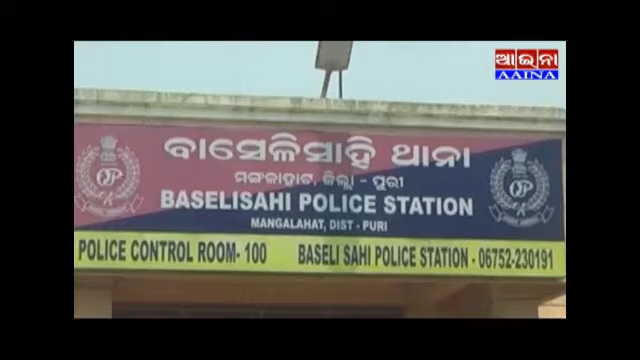 ଆଇନା
AAINA
ବାସେଳିସାହି ଥାନା
ମଙ୍ଗଳାହାଟ, ଜିଲ୍ଲା - ପୁରୀ
BASELISAHI POLICE STATION
MANGALAHAT, DIST - PURI
POLICE CONTROL ROOM- 100 BASELI SAHI POLICE STATION - 06752-230191